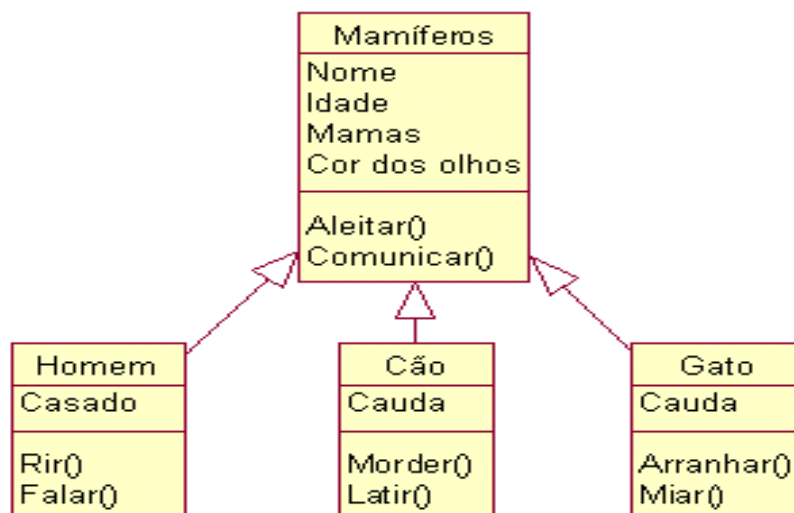 Mamíferos
Nome
Idade
Mamas
Cor dos olhos
Aleitar()
Comunicar()
Homem
Casado
Rir()
Falar()
Cão
Cauda
Morder()
Latir()
Gato
Cauda
Arranhar()
Miar()